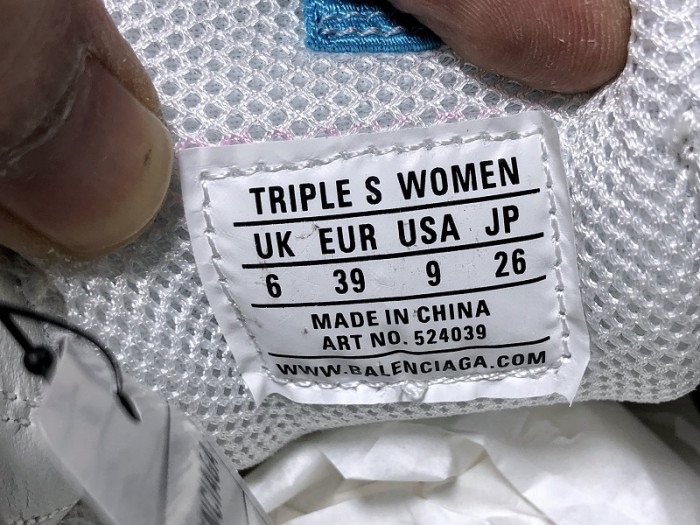 TRIPLE S WOMEN
UK EUR USA JP
6 39 9 26
MADE IN CHINA
ART NO. 524039
WWW.BALENCIAGA.COM